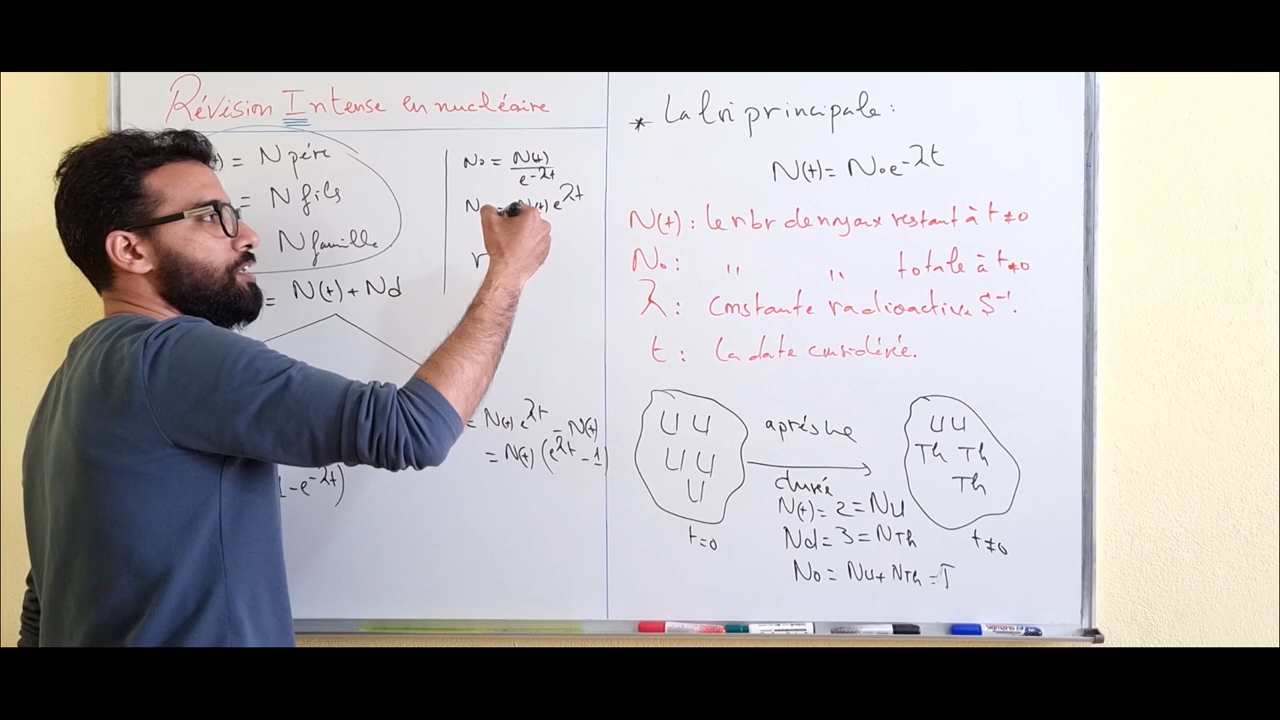 Révision Intense en nucléaire
= N père
= N fils
N famille
= N(t) + Nd
1-e^-λt)
N₀ = N(t)/e^-λt
N(t) e^λt
= N(t) e^λt - N(t)
= N(t) (e^λt - 1)
* La loi principale:
N(t) = N₀ e^-λt
N(t) : le nbr de noyaux restant à t≠0
N₀ : " " totale à t≠0
λ : constante radioactive S⁻¹.
t : la date considérée.
U U
U U
U
t=0
après une
durée
N(t) = 2 = NU
Nd = 3 = NTh
N₀ = NU + NTh =
U U
Th Th
Th
t≠0